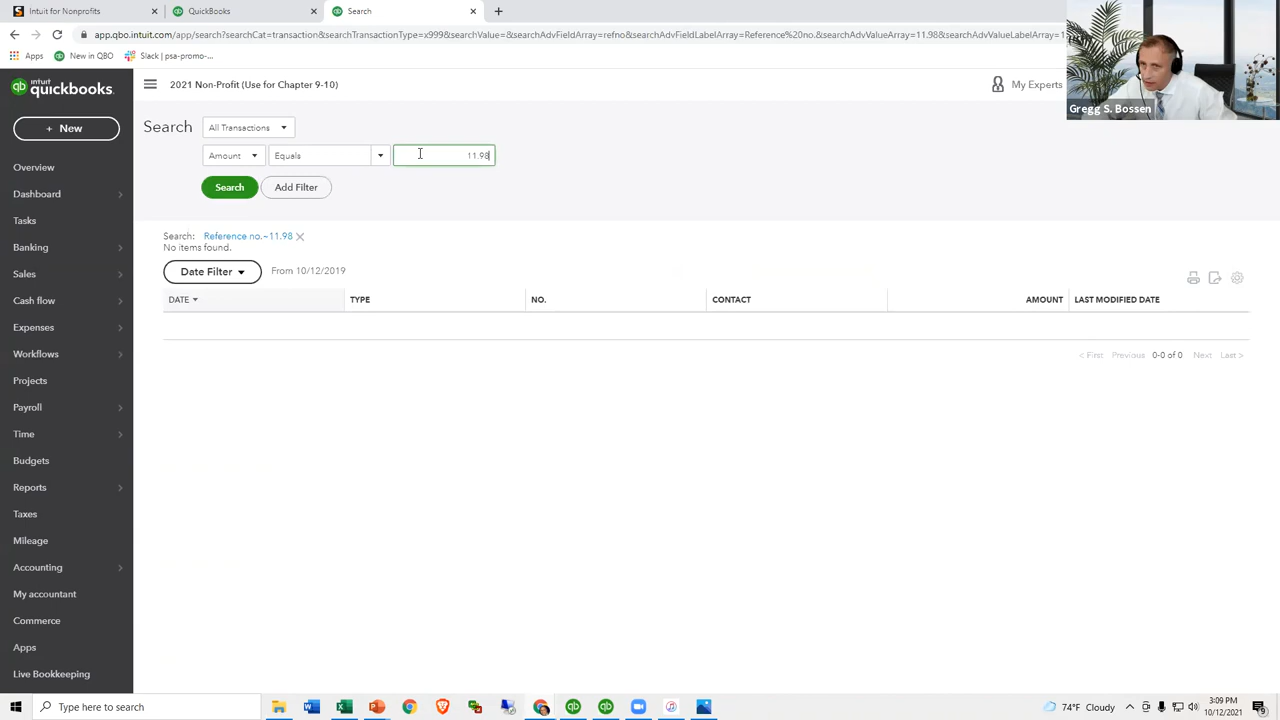 Intuit for Nonprofits
QuickBooks
Search
app.qbo.intuit.com/app/search?searchCat=transaction&searchTransactionType=x999&searchValue=&searchAdvFieldArray=refno&searchAdvFieldLabelArray=Reference%20no.&searchAdvValueArray=11.98&searchAdvValueLabelArray=1
Apps
New in QBO
Slack | psa-promo-...
intuit
quickbooks.
2021 Non-Profit (Use for Chapter 9-10)
My Experts
Gregg S. Bossen
+ New
Search
All Transactions
Amount
Equals
11.98
Search
Add Filter
Overview
Dashboard
Tasks
Banking
Sales
Cash flow
Expenses
Workflows
Projects
Payroll
Time
Budgets
Reports
Taxes
Mileage
Accounting
My accountant
Commerce
Apps
Live Bookkeeping
Search:
Reference no.~11.98
No items found.
Date Filter
From 10/12/2019
DATE
TYPE
NO.
CONTACT
AMOUNT
LAST MODIFIED DATE
< First
Previous
0-0 of 0
Next
Last >
Type here to search
74°F Cloudy
3:09 PM
10/12/2021